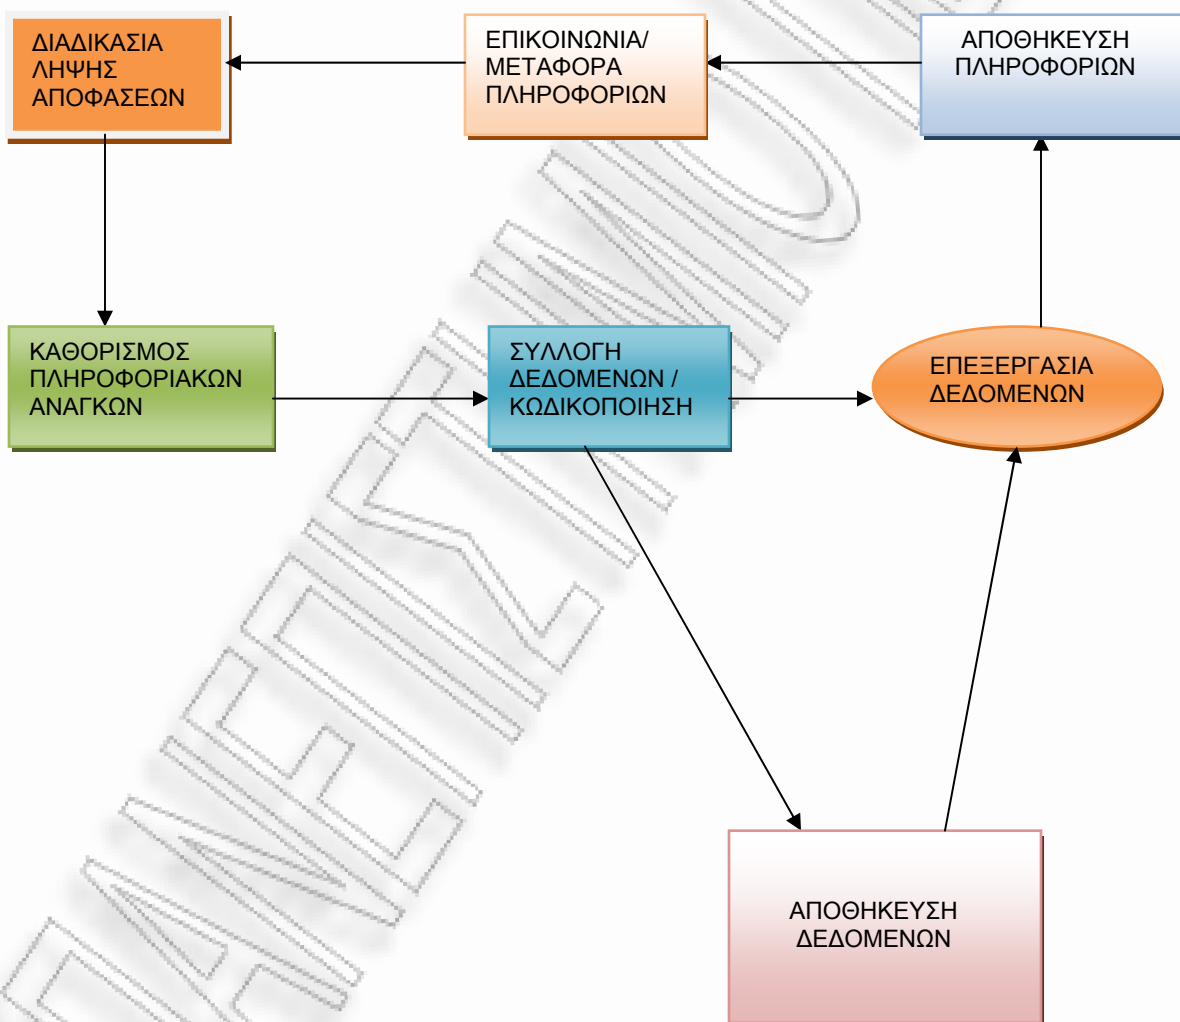 ΔΙΑΔΙΚΑΣΙΑ
ΛΗΨΗΣ
ΑΠΟΦΑΣΕΩΝ
ΕΠΙΚΟΙΝΩΝΙΑ/
ΜΕΤΑΦΟΡΑ
ΠΛΗΡΟΦΟΡΙΩΝ
ΑΠΟΘΗΚΕΥΣΗ
ΠΛΗΡΟΦΟΡΙΩΝ
ΚΑΘΟΡΙΣΜΟΣ
ΠΛΗΡΟΦΟΡΙΑΚΩΝ
ΑΝΑΓΚΩΝ
ΣΥΛΛΟΓΗ
ΔΕΔΟΜΕΝΩΝ /
ΚΩΔΙΚΟΠΟΙΗΣΗ
ΕΠΕΞΕΡΓΑΣΙΑ
ΔΕΔΟΜΕΝΩΝ
ΑΠΟΘΗΚΕΥΣΗ
ΔΕΔΟΜΕΝΩΝ